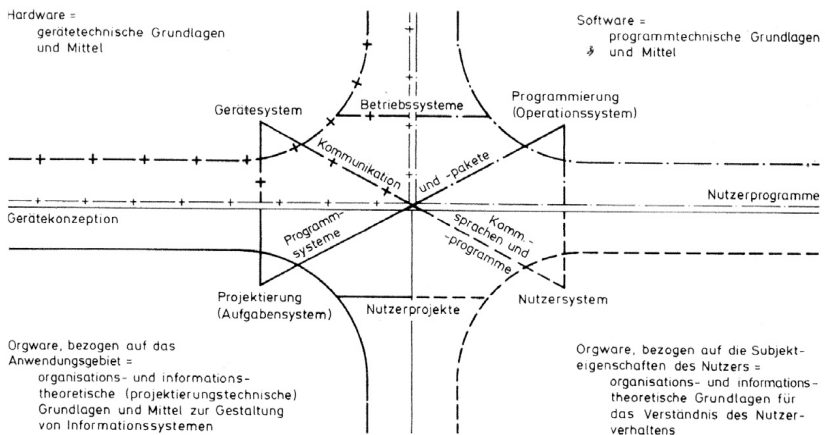 Hardware =
gerätetechnische Grundlagen
und Mittel
Software =
programmtechnische Grundlagen
und Mittel
Gerätesystem
Betriebssysteme
Programmierung
(Operationssystem)
Kommunikation
und -pakete
Nutzerprogramme
Gerätekonzeption
Programm-
systeme
Komm.-
sprachen und
-programme
Projektierung
(Aufgabensystem)
Nutzerprojekte
Nutzersystem
Orgware, bezogen auf das
Anwendungsgebiet =
organisations- und informations-
theoretische (projektierungstechnische)
Grundlagen und Mittel zur Gestaltung
von Informationssystemen
Orgware, bezogen auf die Subjekt-
eigenschaften des Nutzers =
organisations- und informations-
theoretische Grundlagen für
das Verständnis des Nutzer-
verhaltens